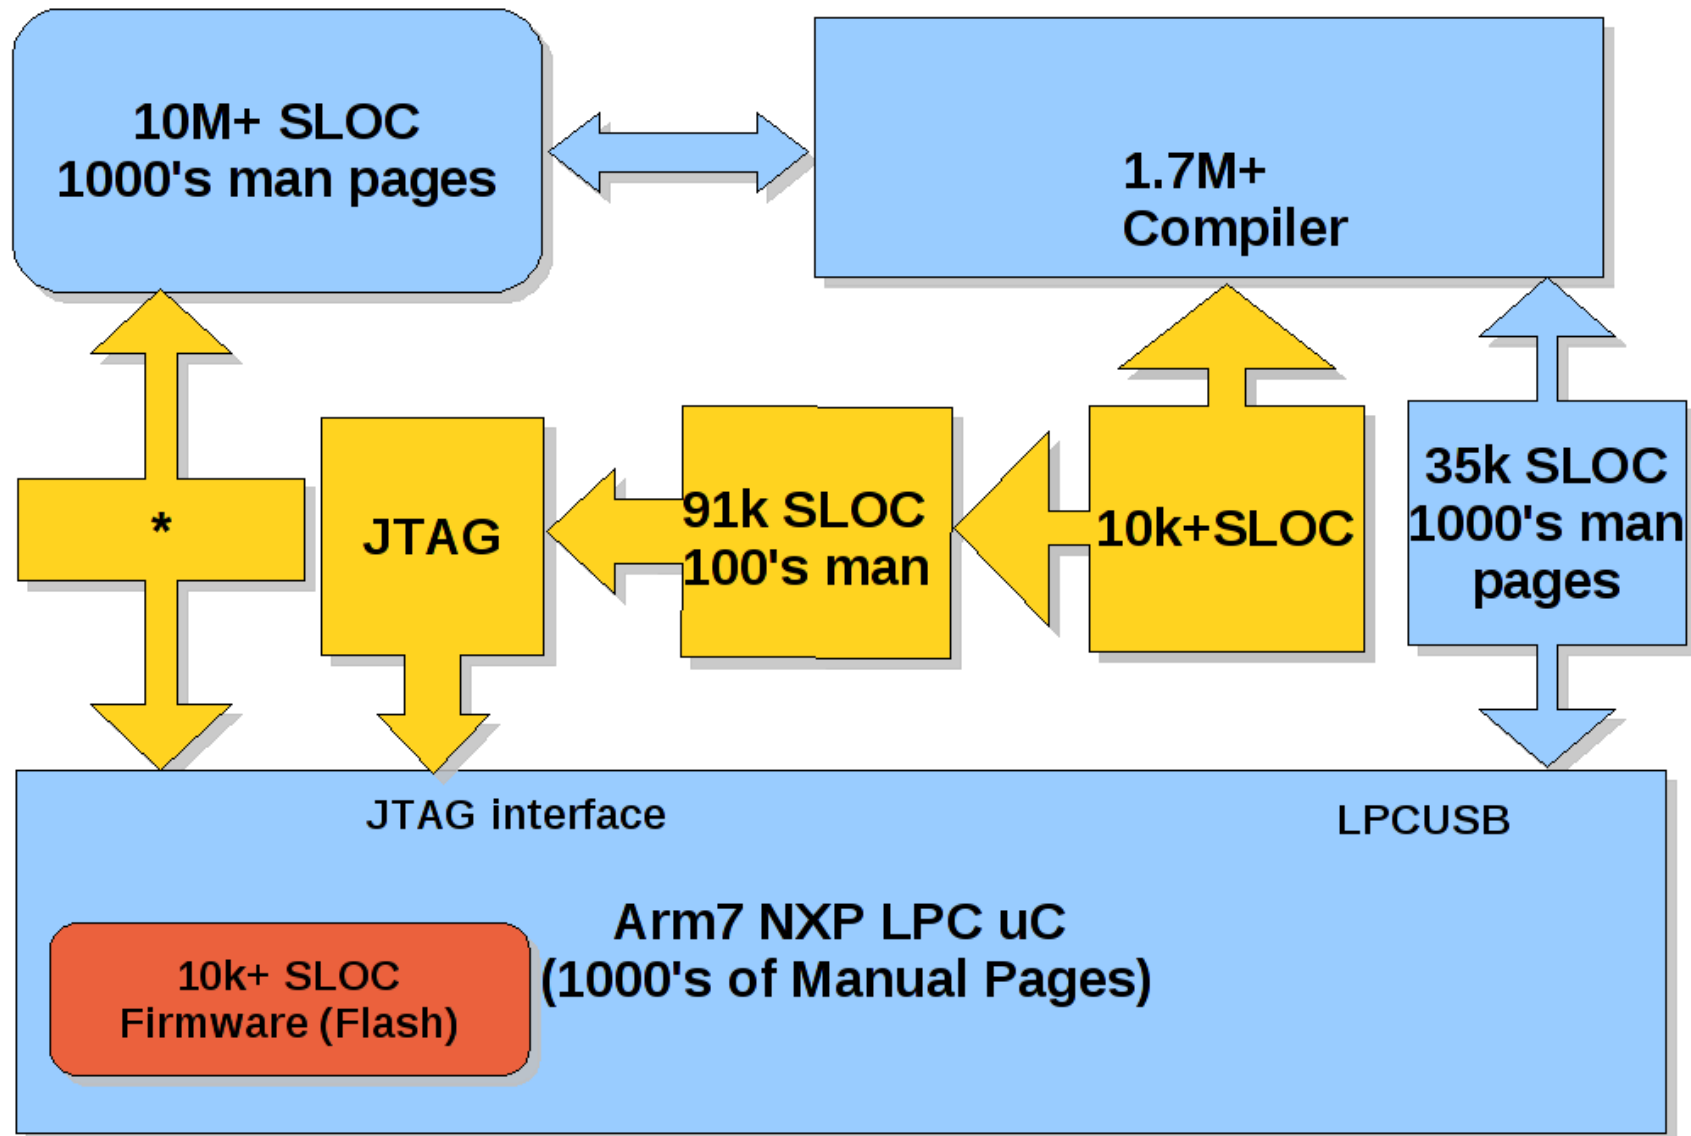 10M+ SLOC
1000's man pages
1.7M+
Compiler
*
JTAG
91k SLOC
100's man
10k+SLOC
35k SLOC
1000's man
pages
JTAG interface
LPCUSB
Arm7 NXP LPC uC
(1000's of Manual Pages)
10k+ SLOC
Firmware (Flash)